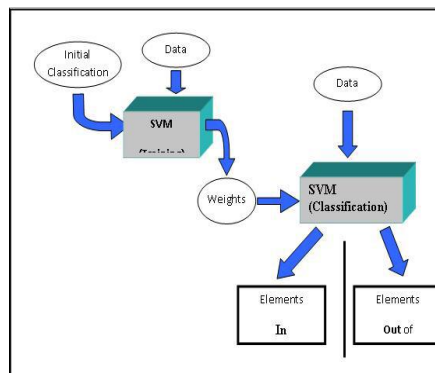 Initial
Classification
Data
SVM
Data
Weights
SVM
(Classification)
Elements
In
Elements
Out of